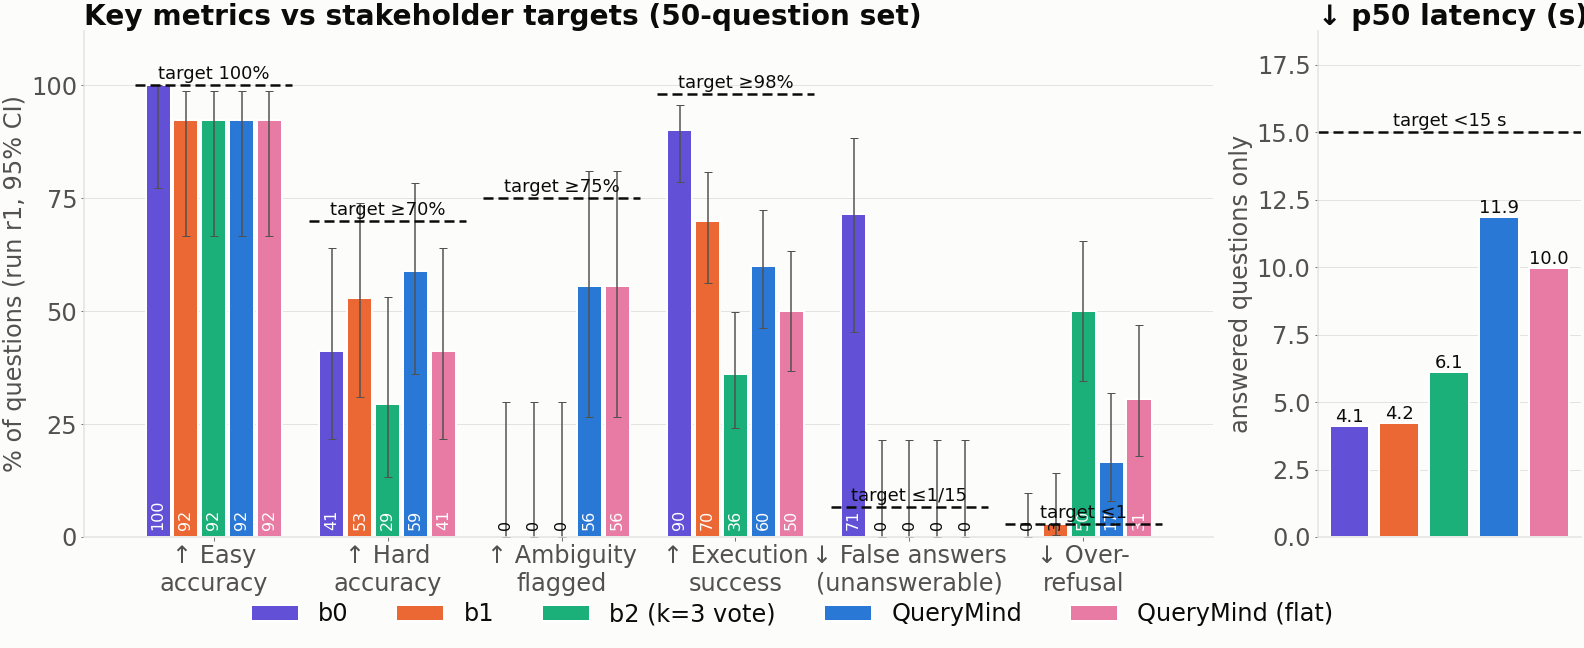 Key metrics vs stakeholder targets (50-question set)
↓ p50 latency (s)
% of questions (run r1, 95% CI)
100
75
50
25
0
target 100%
target ≥70%
target ≥75%
target ≥98%
target ≤1/15
target ≤1
100
92
92
92
92
41
53
29
59
41
0
0
0
56
56
90
70
36
60
50
71
0
0
0
0
0
3
50
17
31
↑ Easy
accuracy
↑ Hard
accuracy
↑ Ambiguity
flagged
↑ Execution
success
↓ False answers
(unanswerable)
↓ Over-
refusal
answered questions only
17.5
15.0
12.5
10.0
7.5
5.0
2.5
0.0
target <15 s
4.1
4.2
6.1
11.9
10.0
b0
b1
b2 (k=3 vote)
QueryMind
QueryMind (flat)